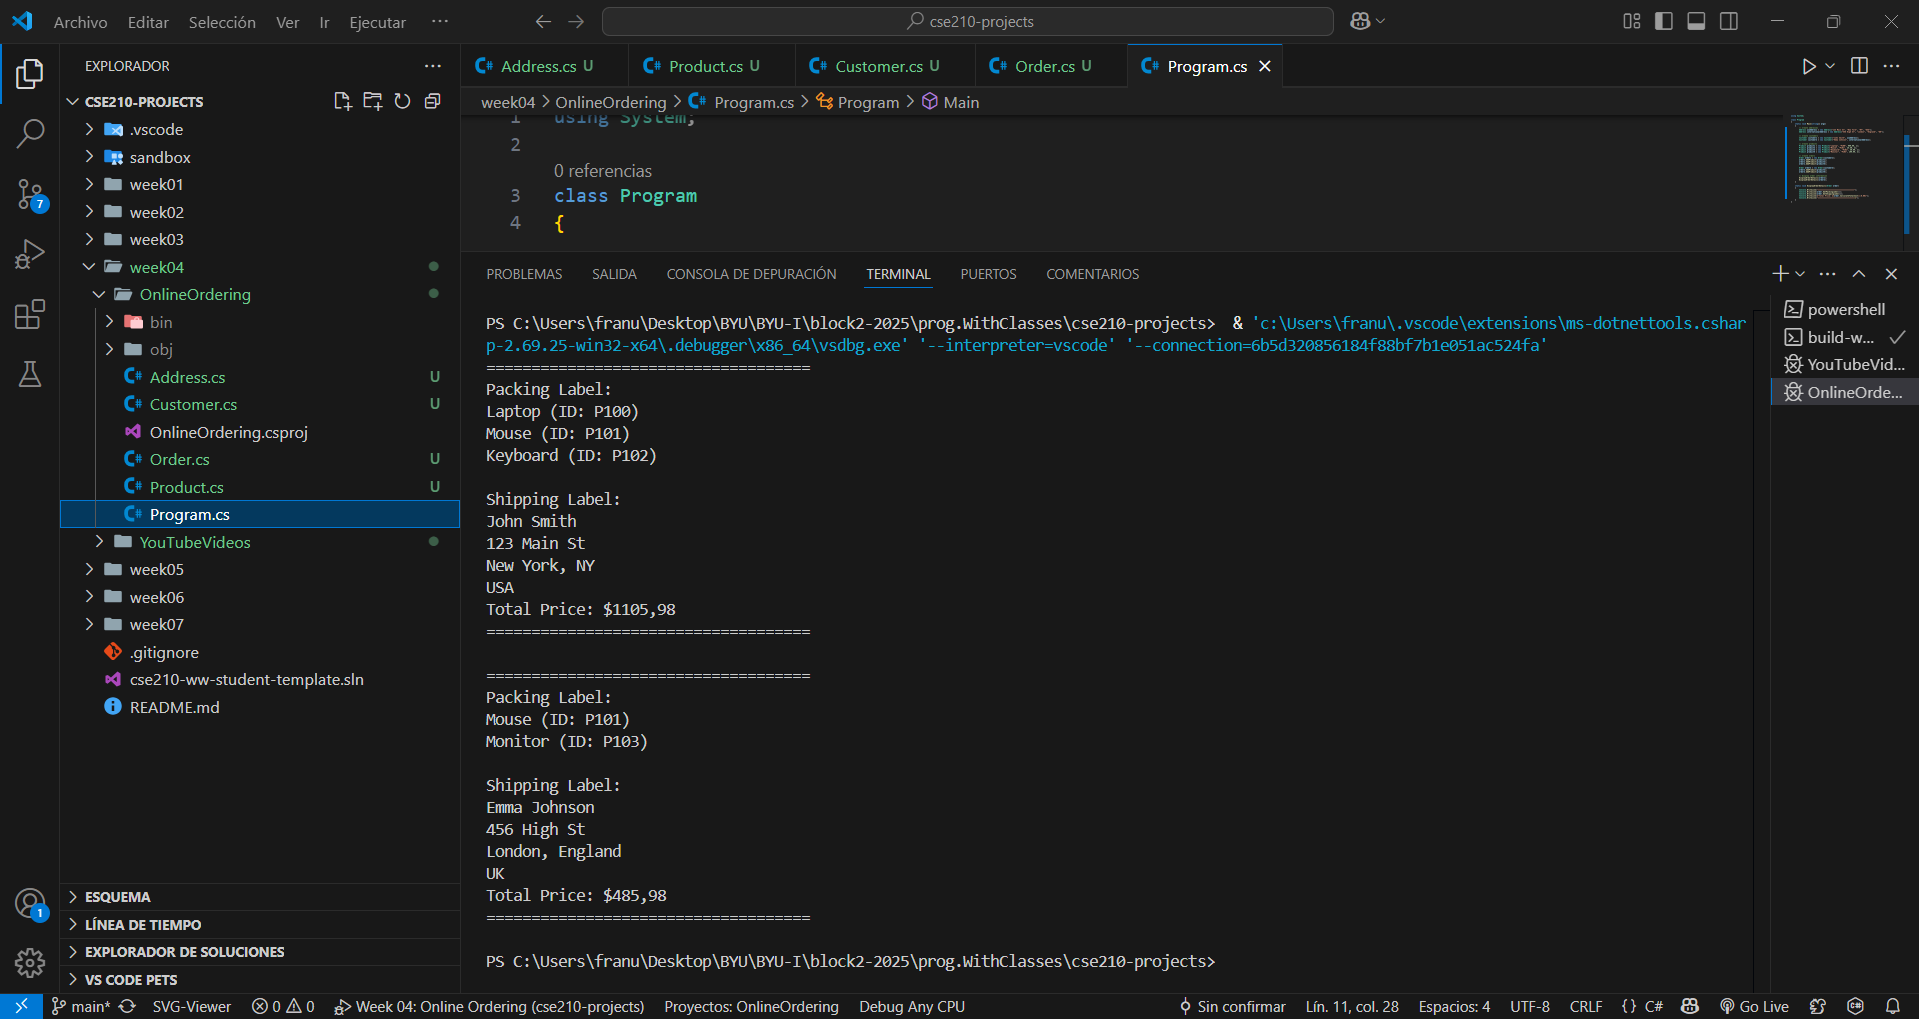 Archivo Editar Selección Ver Ir Ejecutar ···
cse210-projects
EXPLORADOR
CSE210-PROJECTS
.vscode
sandbox
week01
week02
week03
week04
OnlineOrdering
bin
obj
Address.cs U
Customer.cs U
OnlineOrdering.csproj
Order.cs U
Product.cs U
Program.cs
YouTubeVideos
week05
week06
week07
.gitignore
cse210-ww-student-template.sln
README.md
ESQUEMA
LÍNEA DE TIEMPO
EXPLORADOR DE SOLUCIONES
VS CODE PETS
7
1
Address.cs U Product.cs U Customer.cs U Order.cs U Program.cs
week04 > OnlineOrdering > Program.cs > Program > Main
1 using System;
2
0 referencias
3 class Program
4 {
PROBLEMAS SALIDA CONSOLA DE DEPURACIÓN TERMINAL PUERTOS COMENTARIOS
PS C:\Users\franu\Desktop\BYU\BYU-I\block2-2025\prog.WithClasses\cse210-projects> & 'c:\Users\franu\.vscode\extensions\ms-dotnettools.cshar
p-2.69.25-win32-x64\.debugger\x86_64\vsdbg.exe' '--interpreter=vscode' '--connection=6b5d320856184f88bf7b1e051ac524fa'
====================================
Packing Label:
Laptop (ID: P100)
Mouse (ID: P101)
Keyboard (ID: P102)

Shipping Label:
John Smith
123 Main St
New York, NY
USA
Total Price: $1105,98
====================================

====================================
Packing Label:
Mouse (ID: P101)
Monitor (ID: P103)

Shipping Label:
Emma Johnson
456 High St
London, England
UK
Total Price: $485,98
====================================

PS C:\Users\franu\Desktop\BYU\BYU-I\block2-2025\prog.WithClasses\cse210-projects>
powershell
build-w...
YouTubeVid...
OnlineOrde...
main* SVG-Viewer 0 0 Week 04: Online Ordering (cse210-projects) Proyectos: OnlineOrdering Debug Any CPU Sin confirmar Lín. 11, col. 28 Espacios: 4 UTF-8 CRLF {} C# Go Live